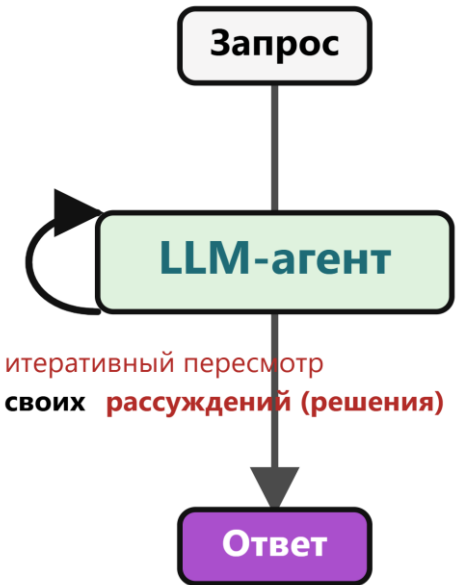 Запрос
LLM-агент
итеративный пересмотр
своих рассуждений (решения)
Ответ